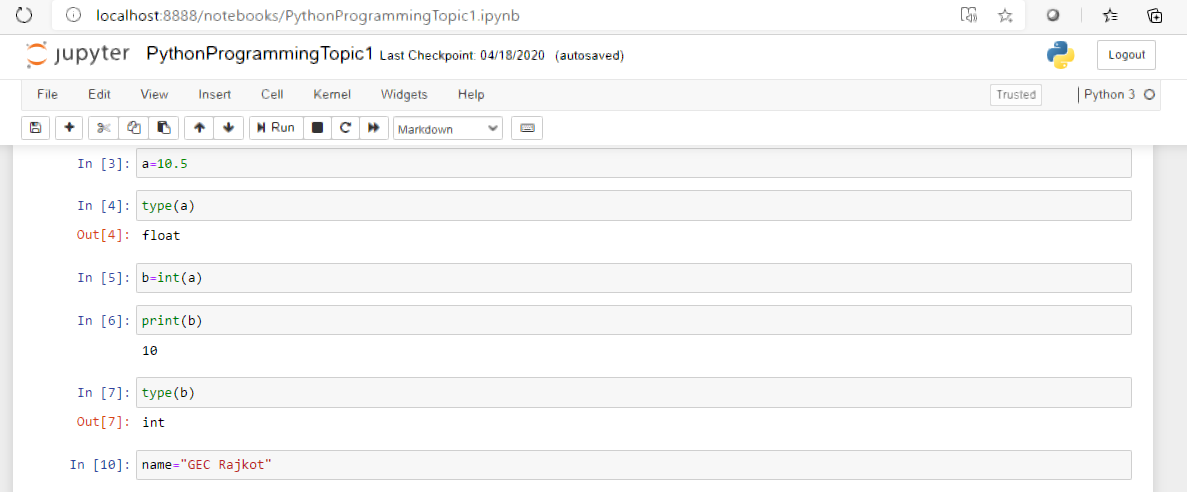 localhost:8888/notebooks/PythonProgrammingTopic1.ipynb
jupyter PythonProgrammingTopic1 Last Checkpoint: 04/18/2020 (autosaved) Logout
File Edit View Insert Cell Kernel Widgets Help Trusted Python 3
Run Markdown
In [3]: a=10.5
In [4]: type(a)
Out[4]: float
In [5]: b=int(a)
In [6]: print(b)
10
In [7]: type(b)
Out[7]: int
In [10]: name="GEC Rajkot"